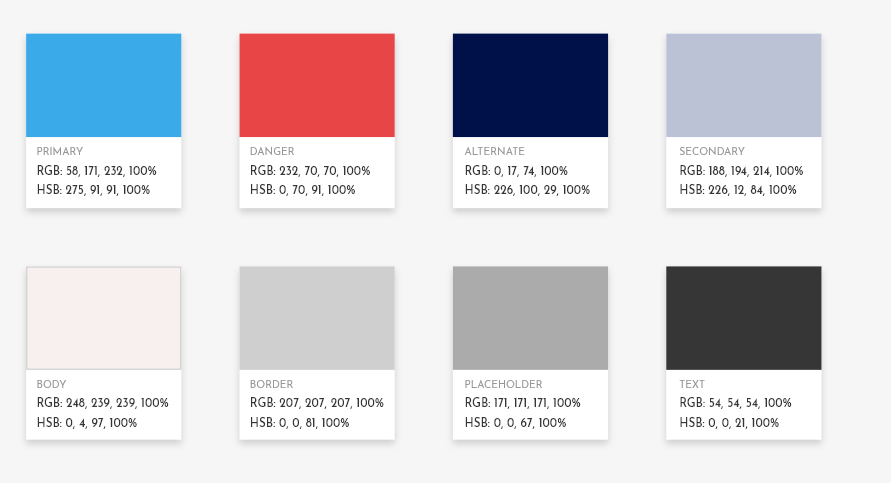 PRIMARY
RGB: 58, 171, 232, 100%
HSB: 275, 91, 91, 100%
DANGER
RGB: 232, 70, 70, 100%
HSB: 0, 70, 91, 100%
ALTERNATE
RGB: 0, 17, 74, 100%
HSB: 226, 100, 29, 100%
SECONDARY
RGB: 188, 194, 214, 100%
HSB: 226, 12, 84, 100%
BODY
RGB: 248, 239, 239, 100%
HSB: 0, 4, 97, 100%
BORDER
RGB: 207, 207, 207, 100%
HSB: 0, 0, 81, 100%
PLACEHOLDER
RGB: 171, 171, 171, 100%
HSB: 0, 0, 67, 100%
TEXT
RGB: 54, 54, 54, 100%
HSB: 0, 0, 21, 100%